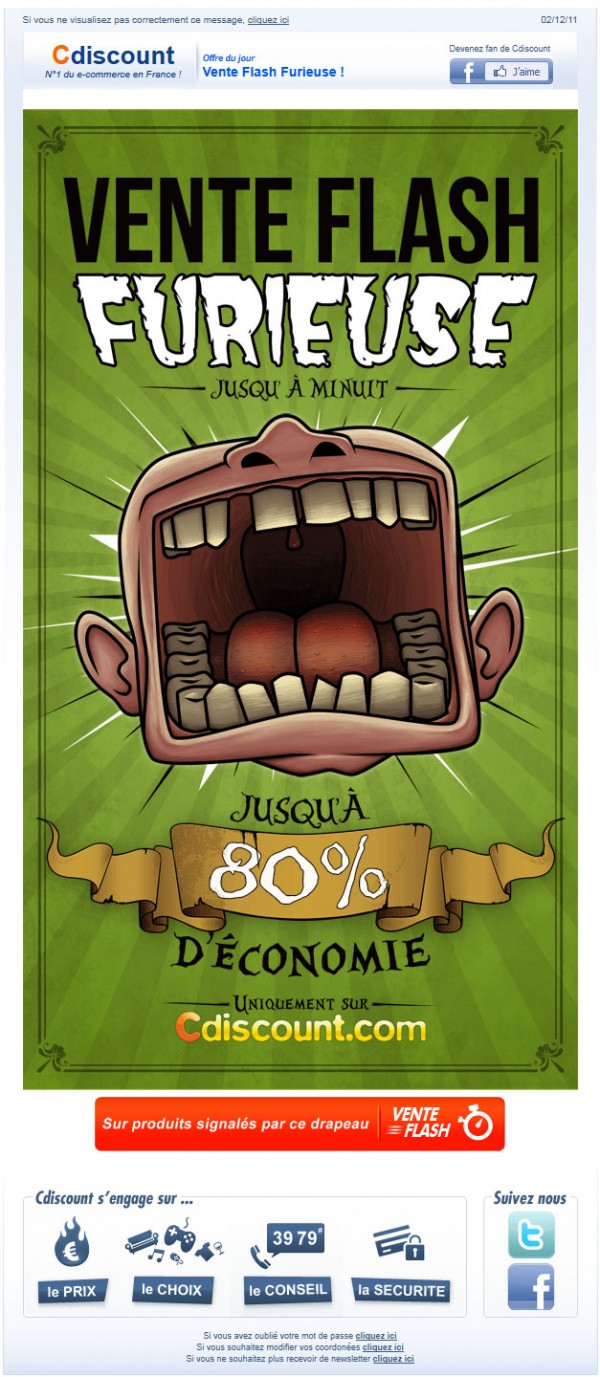 Si vous ne visualisez pas correctement ce message, cliquez ici
02/12/11
Cdiscount
N°1 du e-commerce en France !
Offre du jour
Vente Flash Furieuse !
Devenez fan de Cdiscount
f J'aime
VENTE FLASH
FURIEUSE
JUSQU' À MINUIT
JUSQU'À
80%
D'ÉCONOMIE
UNIQUEMENT SUR
Cdiscount.com
Sur produits signalés par ce drapeau
VENTE
FLASH
Cdiscount s'engage sur ...
Suivez nous
€
39 79*
le PRIX
le CHOIX
le CONSEIL
la SECURITE
t
f
Si vous avez oublié votre mot de passe cliquez ici
Si vous souhaitez modifier vos coordonées cliquez ici
Si vous ne souhaitez plus recevoir de newsletter cliquez ici